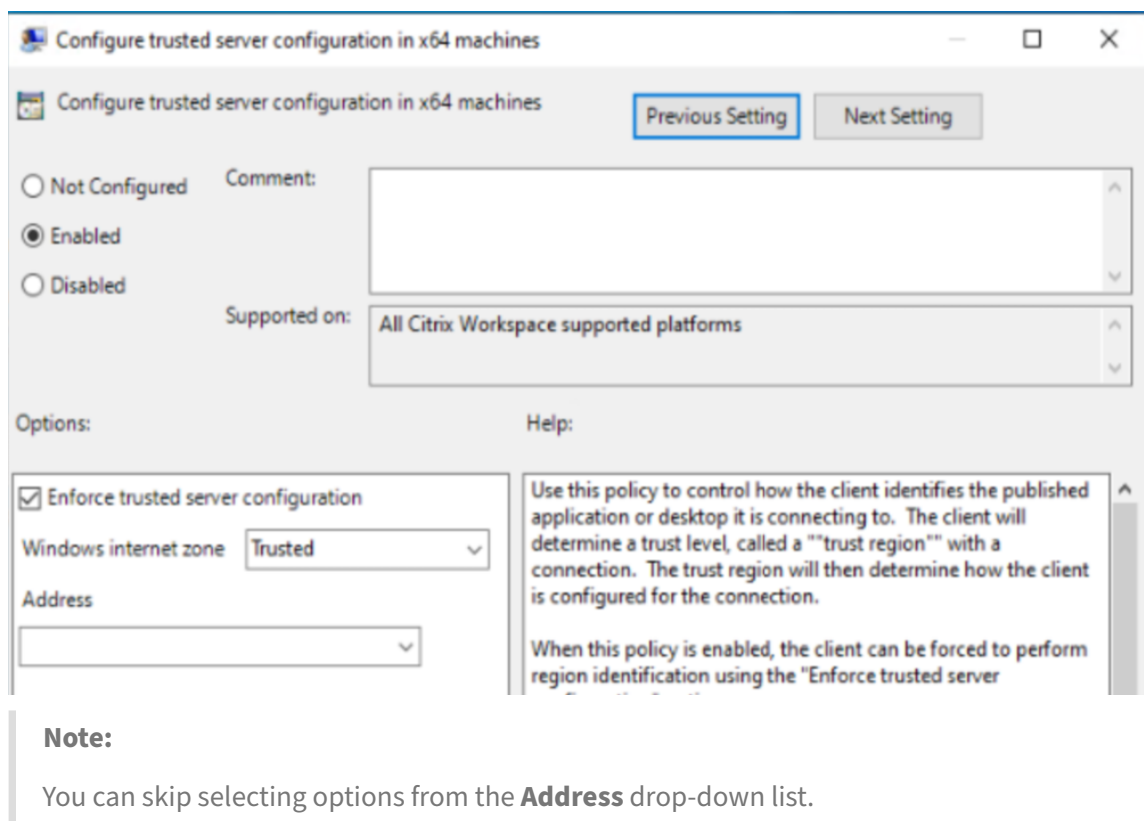 Configure trusted server configuration in x64 machines
Configure trusted server configuration in x64 machines
Previous Setting
Next Setting
Not Configured
Comment:
Enabled
Disabled
Supported on:
All Citrix Workspace supported platforms
Options:
Help:
Enforce trusted server configuration
Windows internet zone
Trusted
Address
Use this policy to control how the client identifies the published
application or desktop it is connecting to. The client will
determine a trust level, called a ""trust region"" with a
connection. The trust region will then determine how the client
is configured for the connection.
When this policy is enabled, the client can be forced to perform
region identification using the "Enforce trusted server
Note:
You can skip selecting options from the Address drop-down list.